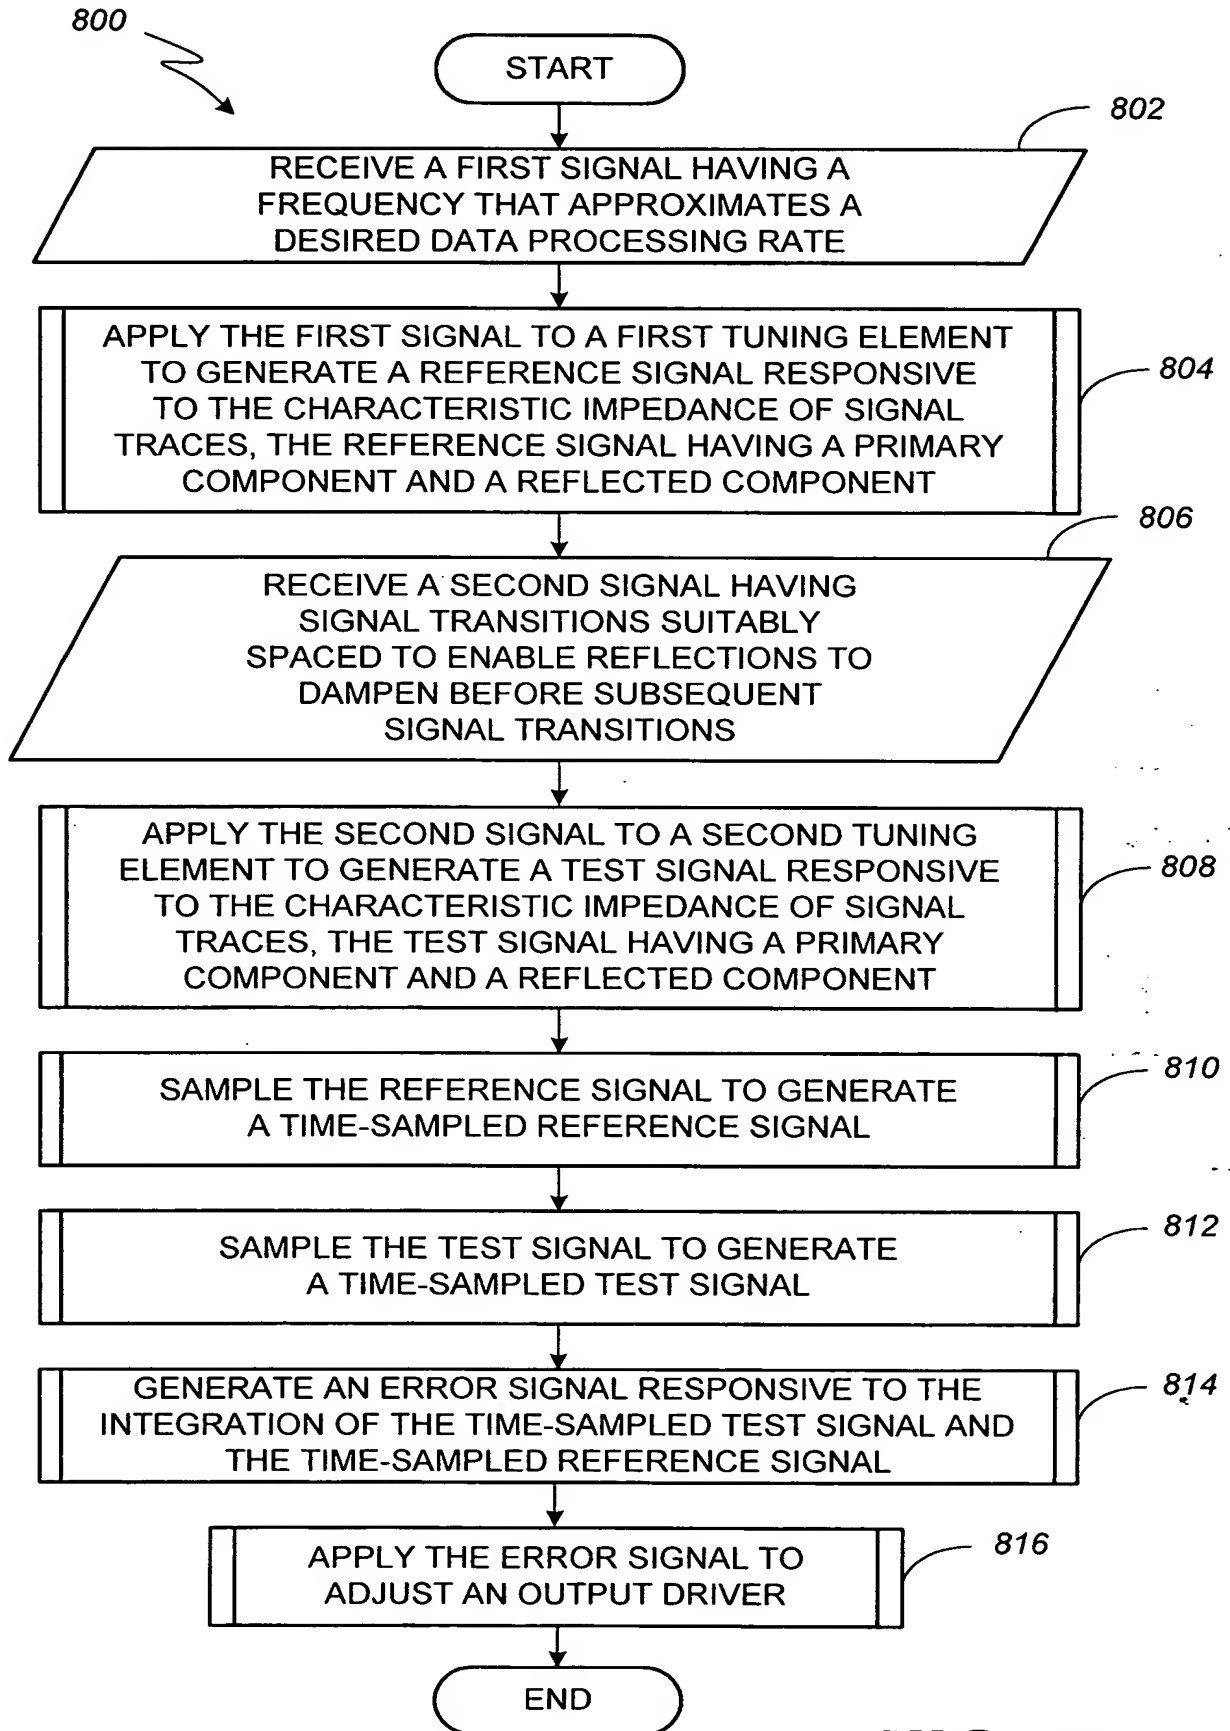 800
START
802
RECEIVE A FIRST SIGNAL HAVING A
FREQUENCY THAT APPROXIMATES A
DESIRED DATA PROCESSING RATE
APPLY THE FIRST SIGNAL TO A FIRST TUNING ELEMENT
TO GENERATE A REFERENCE SIGNAL RESPONSIVE
TO THE CHARACTERISTIC IMPEDANCE OF SIGNAL
TRACES, THE REFERENCE SIGNAL HAVING A PRIMARY
COMPONENT AND A REFLECTED COMPONENT
804
806
RECEIVE A SECOND SIGNAL HAVING
SIGNAL TRANSITIONS SUITABLY
SPACED TO ENABLE REFLECTIONS TO
DAMPEN BEFORE SUBSEQUENT
SIGNAL TRANSITIONS
APPLY THE SECOND SIGNAL TO A SECOND TUNING
ELEMENT TO GENERATE A TEST SIGNAL RESPONSIVE
TO THE CHARACTERISTIC IMPEDANCE OF SIGNAL
TRACES, THE TEST SIGNAL HAVING A PRIMARY
COMPONENT AND A REFLECTED COMPONENT
808
SAMPLE THE REFERENCE SIGNAL TO GENERATE
A TIME-SAMPLED REFERENCE SIGNAL
810
SAMPLE THE TEST SIGNAL TO GENERATE
A TIME-SAMPLED TEST SIGNAL
812
GENERATE AN ERROR SIGNAL RESPONSIVE TO THE
INTEGRATION OF THE TIME-SAMPLED TEST SIGNAL AND
THE TIME-SAMPLED REFERENCE SIGNAL
814
APPLY THE ERROR SIGNAL TO
ADJUST AN OUTPUT DRIVER
816
END